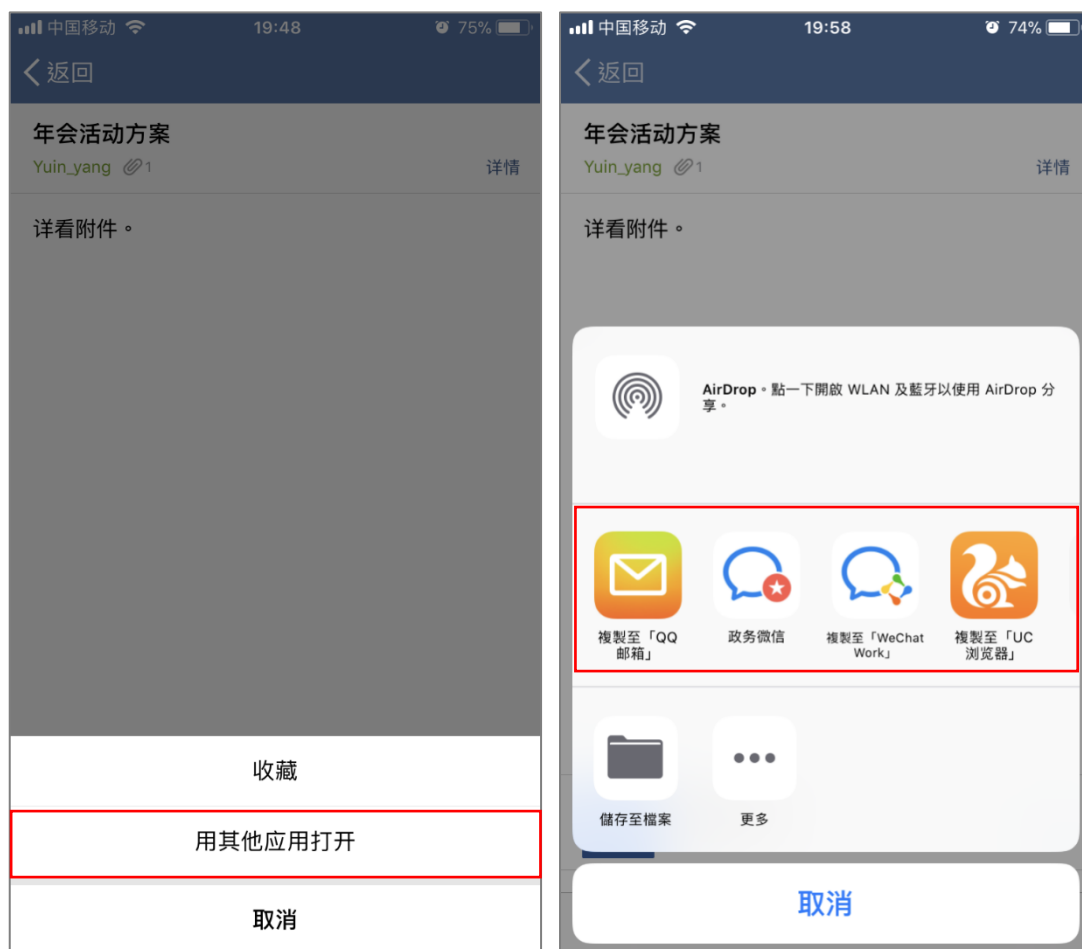 中国移动
19:48
75%
返回
年会活动方案
Yuin_yang
1
详情
详看附件。
收藏
用其他应用打开
取消
中国移动
19:58
74%
返回
年会活动方案
Yuin_yang
1
详情
详看附件。
AirDrop。點一下開啟 WLAN 及藍牙以使用 AirDrop 分
享。
複製至「QQ
邮箱」
政务微信
複製至「WeChat
Work」
複製至「UC
浏览器」
儲存至檔案
更多
取消